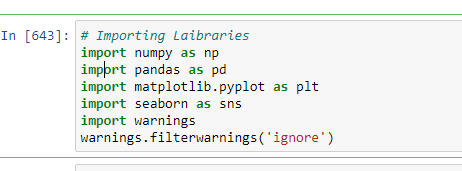 In [643]: # Importing Laibraries
import numpy as np
import pandas as pd
import matplotlib.pyplot as plt
import seaborn as sns
import warnings
warnings.filterwarnings('ignore')